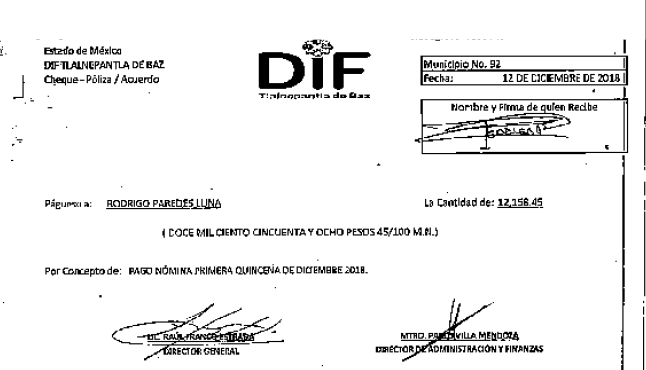 Estado de México
DIF TLALNEPANTLA DE BAZ
Cheque - Póliza / Acuerdo
DIF
Tlalnepantla de Baz
Municipio No. 92
Fecha: 12 DE DICIEMBRE DE 2018
Nombre y Firma de quien Recibe
Páguese a: RODRIGO PAREDES LUNA
La Cantidad de: 12,158.45
( DOCE MIL CIENTO CINCUENTA Y OCHO PESOS 45/100 M.N.)
Por Concepto de: PAGO NÓMINA PRIMERA QUINCENA DE DICIEMBRE 2018.
LIC. RAÚL FRANCO ESTRADA
DIRECTOR GENERAL
MTRO. PABLO VILLA MENDOZA
DIRECTOR DE ADMINISTRACIÓN Y FINANZAS